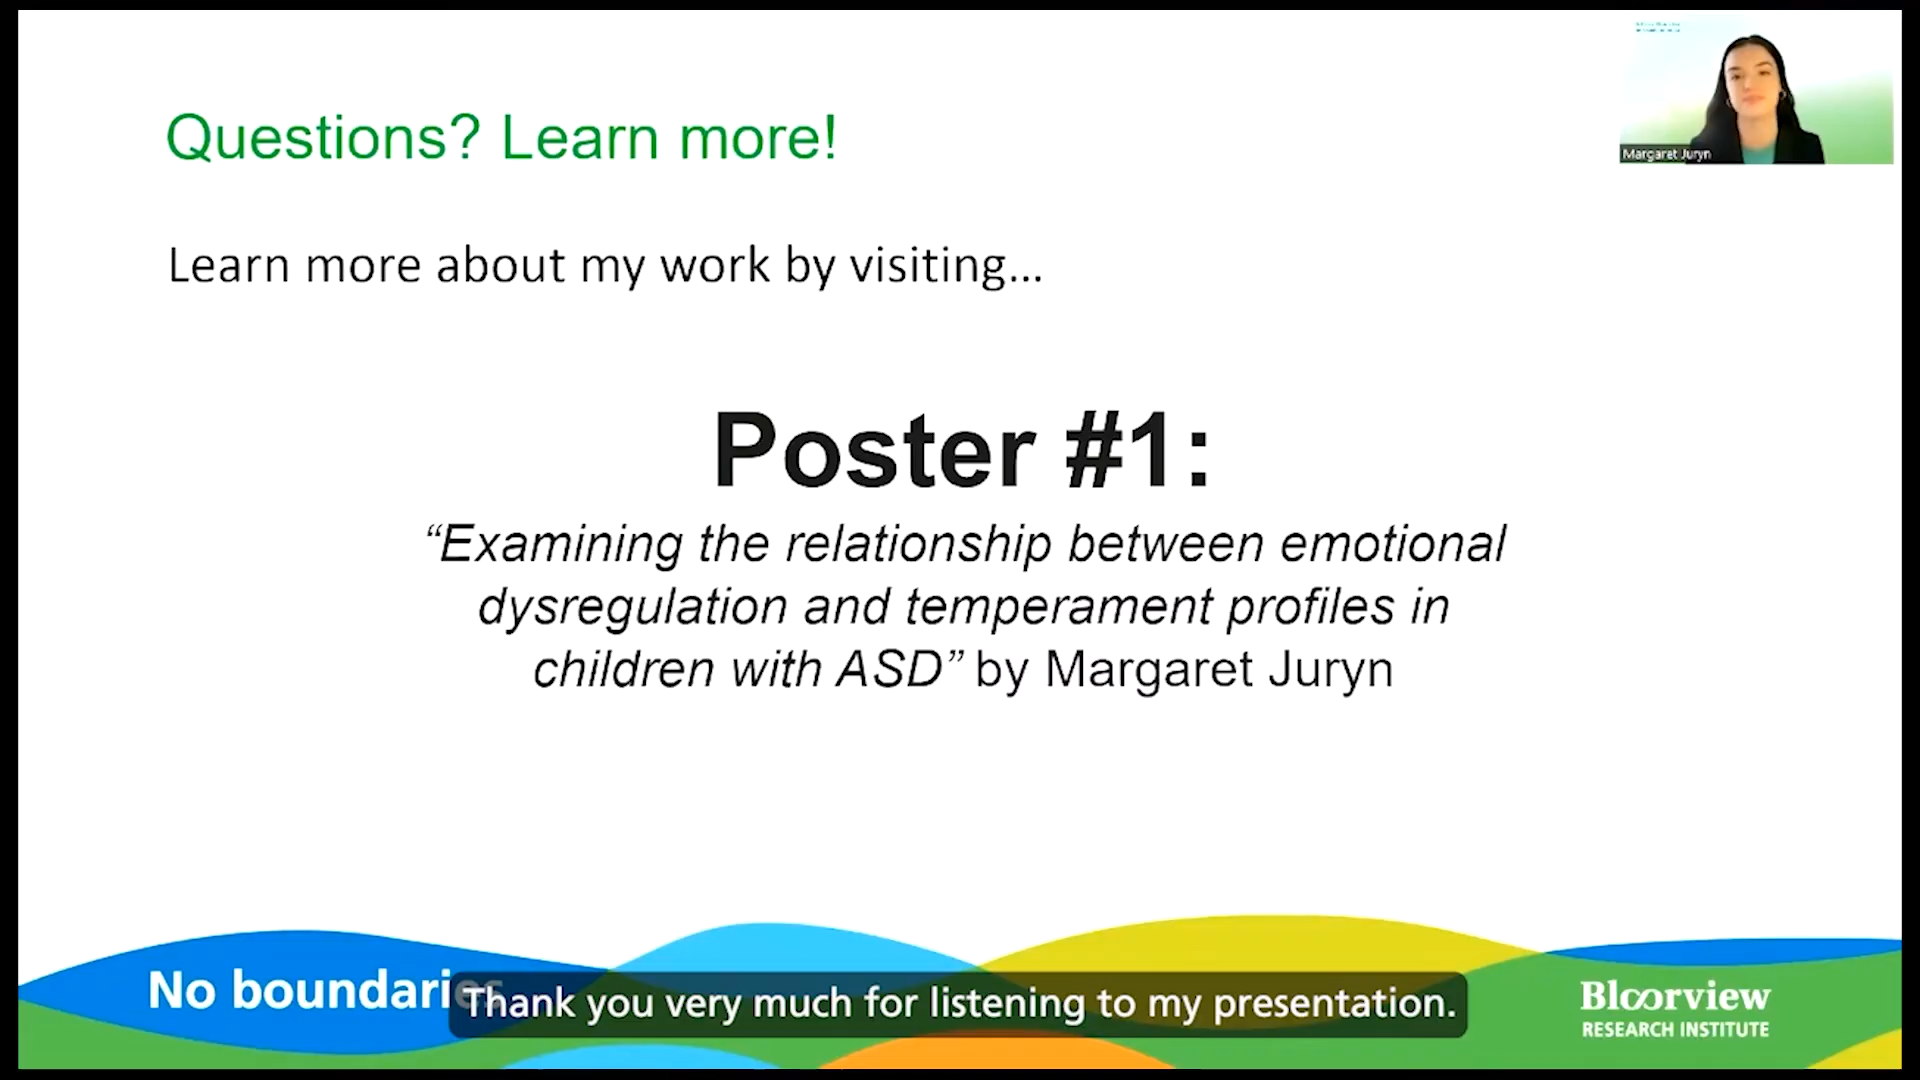 Questions? Learn more!
Margaret Juryn
Learn more about my work by visiting...
Poster #1:
“Examining the relationship between emotional
dysregulation and temperament profiles in
children with ASD” by Margaret Juryn
No boundaries
Thank you very much for listening to my presentation.
Bloorview
RESEARCH INSTITUTE